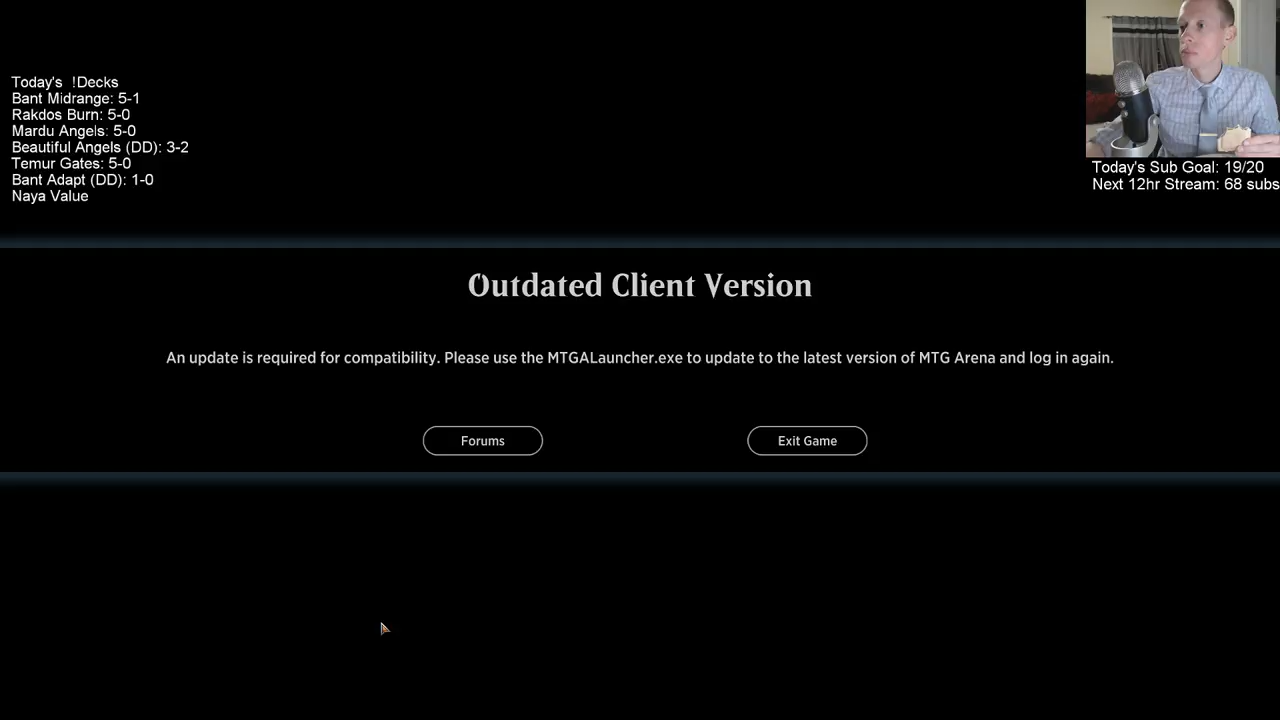 Today's !Decks
Bant Midrange: 5-1
Rakdos Burn: 5-0
Mardu Angels: 5-0
Beautiful Angels (DD): 3-2
Temur Gates: 5-0
Bant Adapt (DD): 1-0
Naya Value
Today's Sub Goal: 19/20
Next 12hr Stream: 68 subs
Outdated Client Version
An update is required for compatibility. Please use the MTGALauncher.exe to update to the latest version of MTG Arena and log in again.
Forums
Exit Game